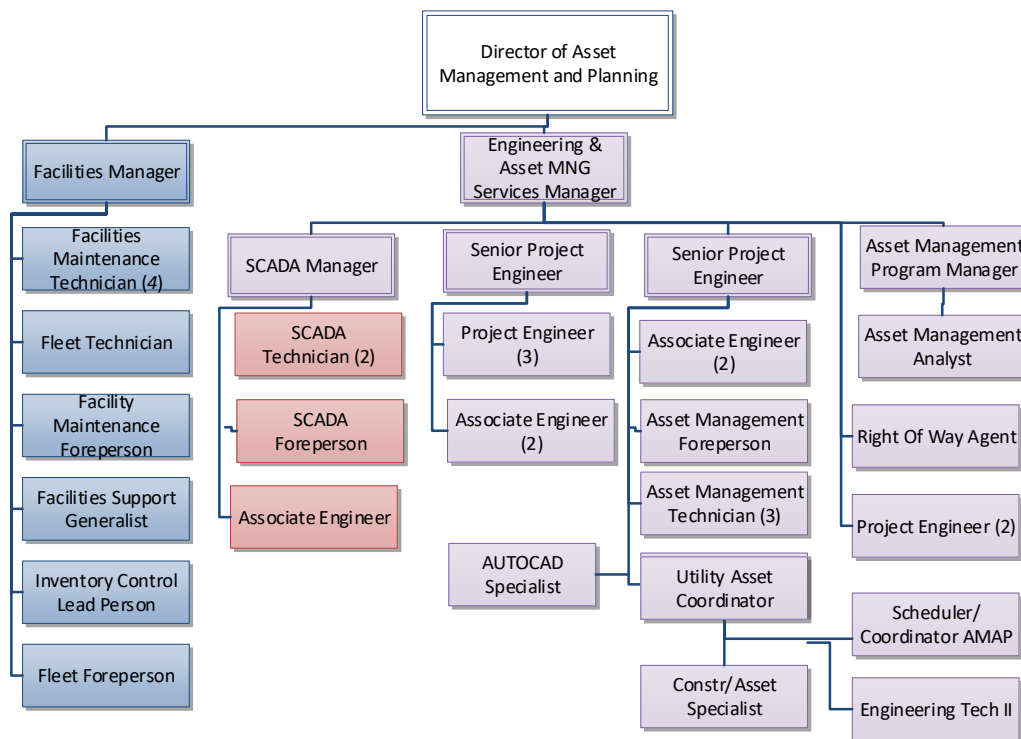 Director of Asset
Management and Planning
Facilities Manager
Engineering &
Asset MNG
Services Manager
Facilities
Maintenance
Technician (4)
Fleet Technician
Facility
Maintenance
Foreperson
Facilities Support
Generalist
Inventory Control
Lead Person
Fleet Foreperson
SCADA Manager
SCADA
Technician (2)
SCADA
Foreperson
Associate Engineer
Senior Project
Engineer
Project Engineer
(3)
Associate Engineer
(2)
Senior Project
Engineer
Associate Engineer
(2)
Asset Management
Foreperson
Asset Management
Technician (3)
AUTOCAD
Specialist
Utility Asset
Coordinator
Constr/Asset
Specialist
Asset Management
Program Manager
Asset Management
Analyst
Right Of Way Agent
Project Engineer (2)
Scheduler/
Coordinator AMAP
Engineering Tech II